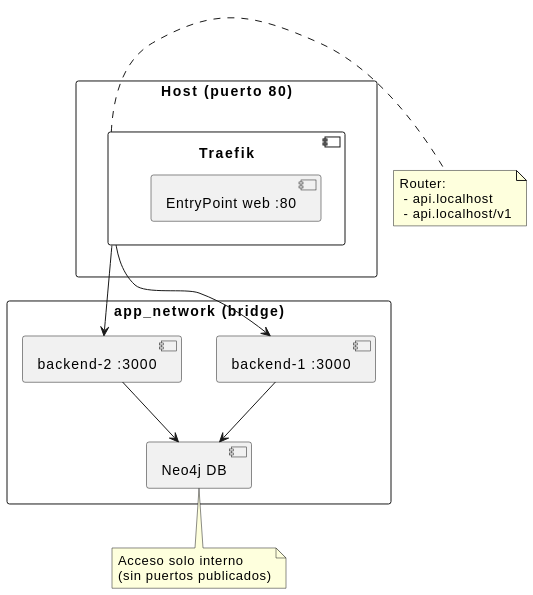 Host (puerto 80)
Traefik
EntryPoint web :80
Router:
- api.localhost
- api.localhost/v1
app_network (bridge)
backend-2 :3000
backend-1 :3000
Neo4j DB
Acceso solo interno
(sin puertos publicados)